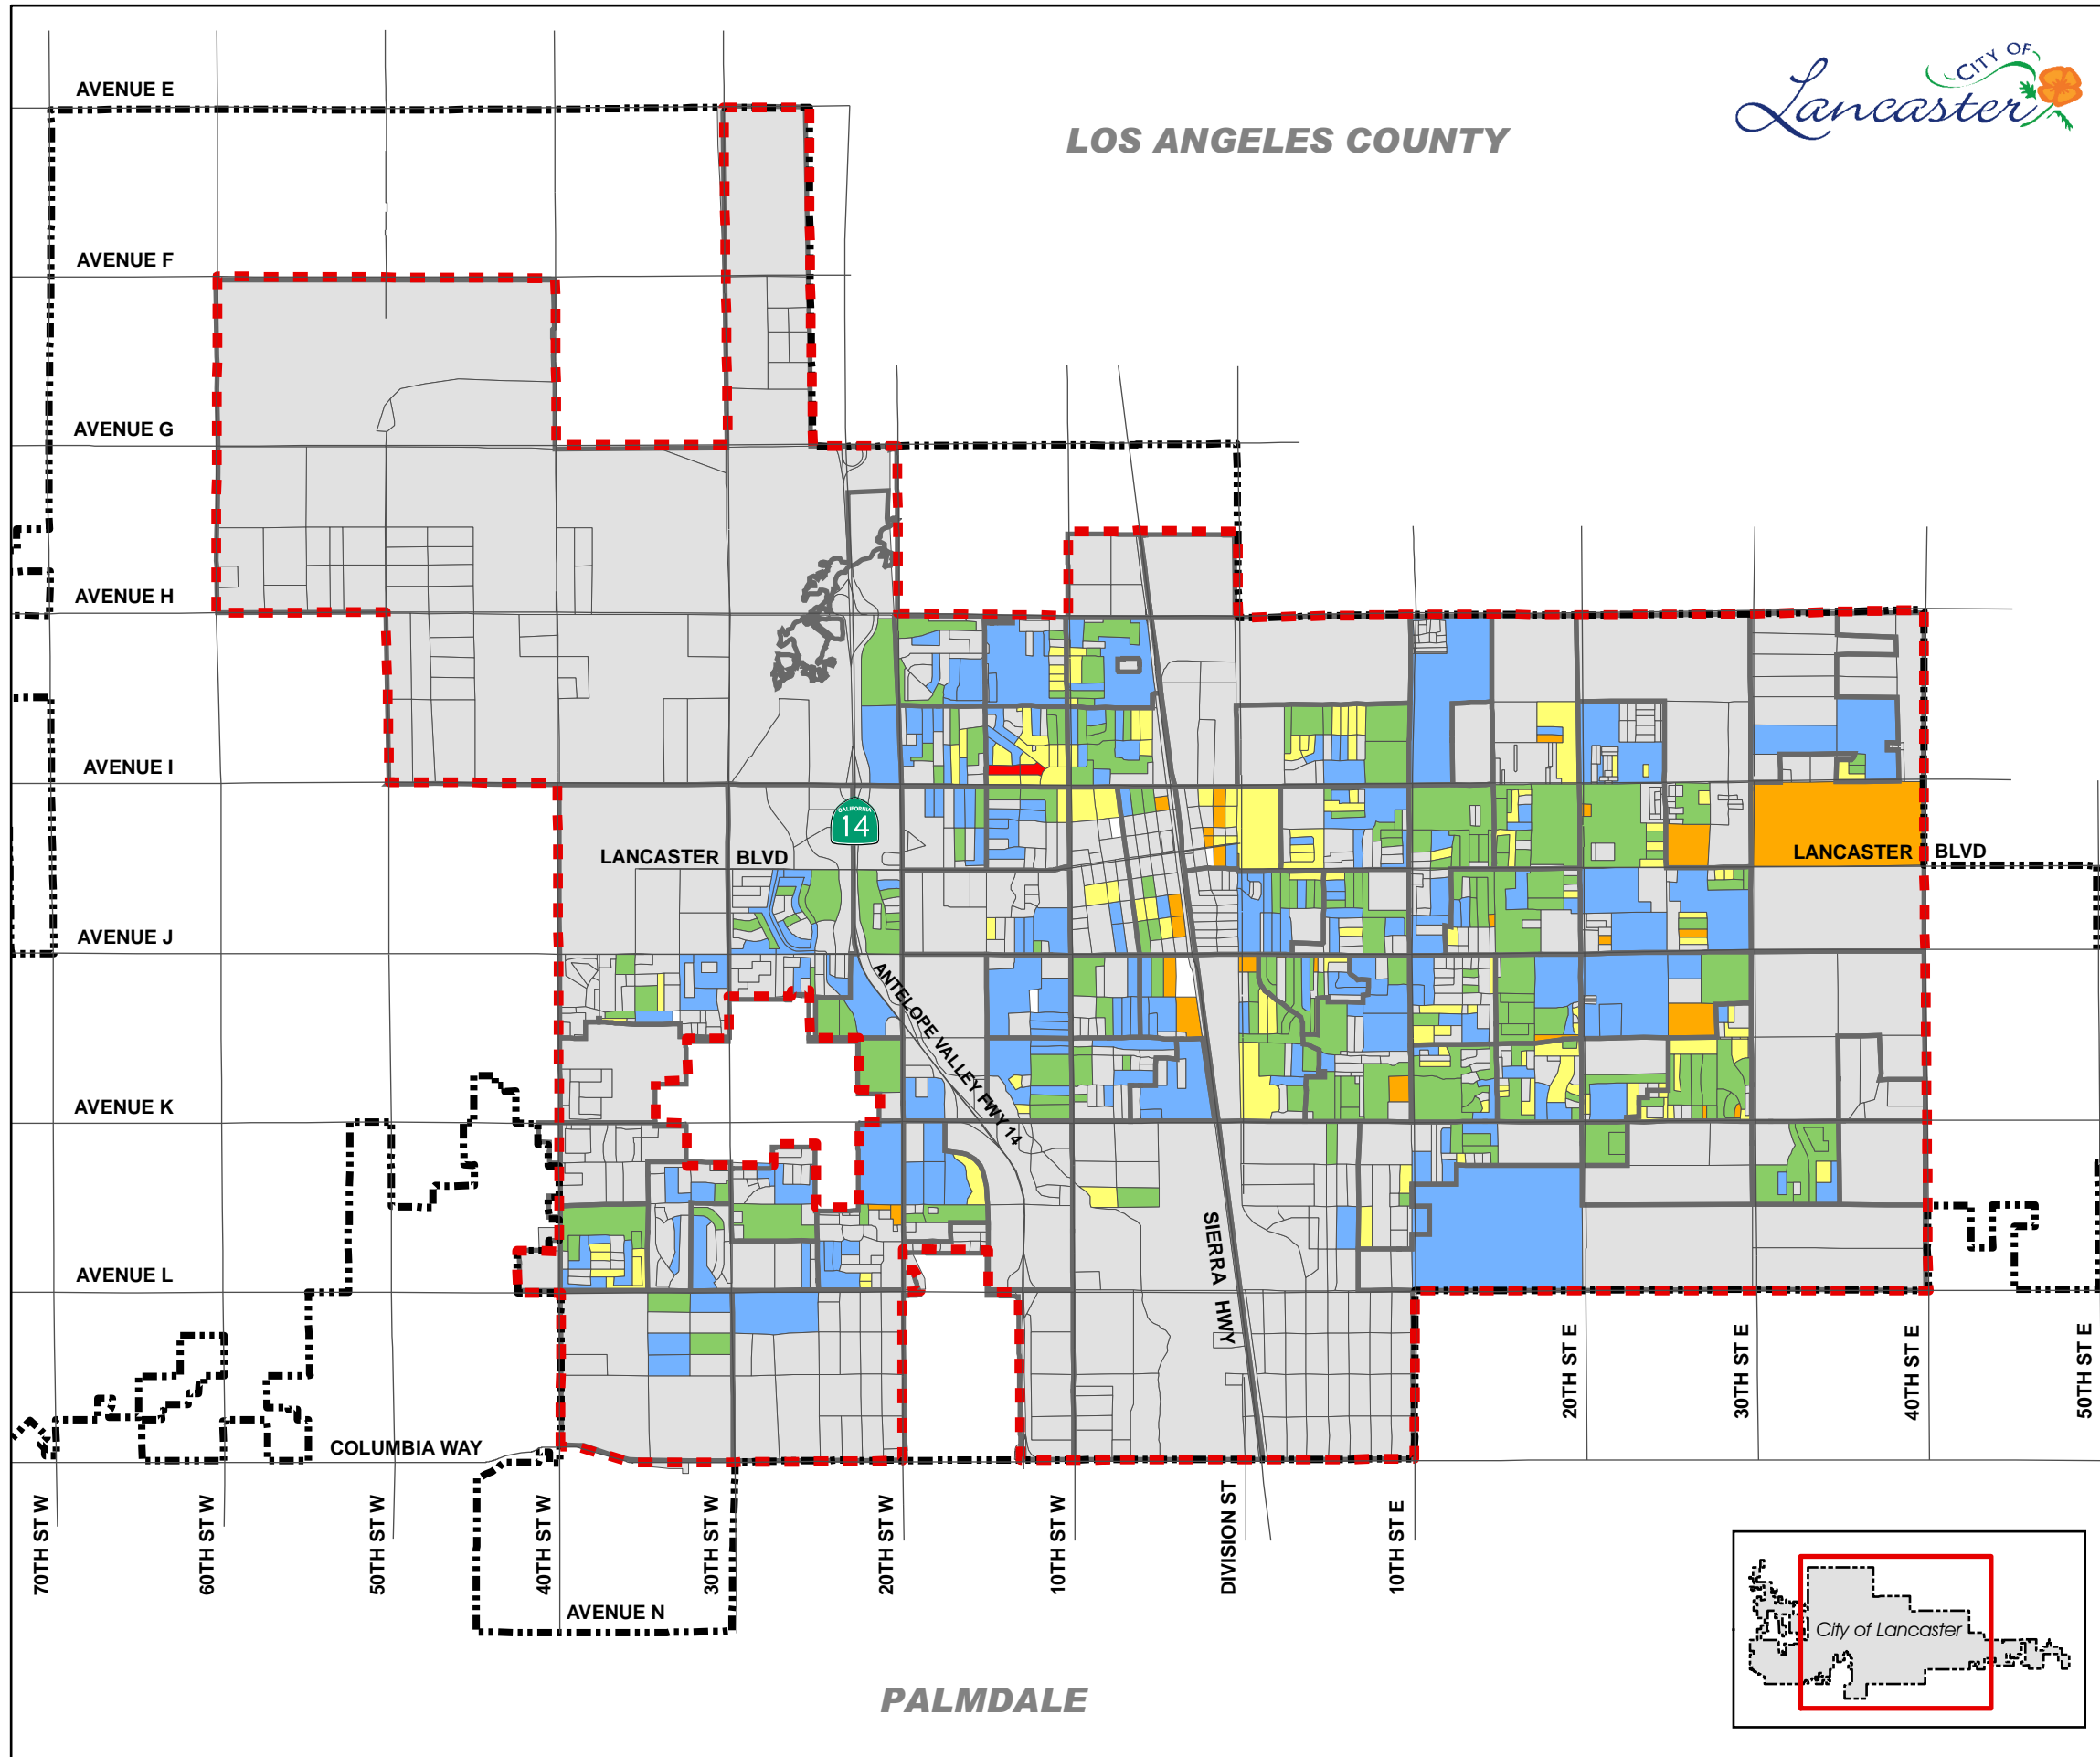 CITY OF
Lancaster
LOS ANGELES COUNTY
AVENUE E
AVENUE F
AVENUE G
AVENUE H
AVENUE I
CALIFORNIA
14
LANCASTER BLVD
LANCASTER BLVD
AVENUE J
ANTELOPE VALLEY FWY 14
AVENUE K
SIERRA HWY
AVENUE L
COLUMBIA WAY
70TH ST W
60TH ST W
50TH ST W
40TH ST W
30TH ST W
20TH ST W
10TH ST W
DIVISION ST
10TH ST E
20TH ST E
30TH ST E
40TH ST E
50TH ST E
AVENUE N
City of Lancaster
PALMDALE